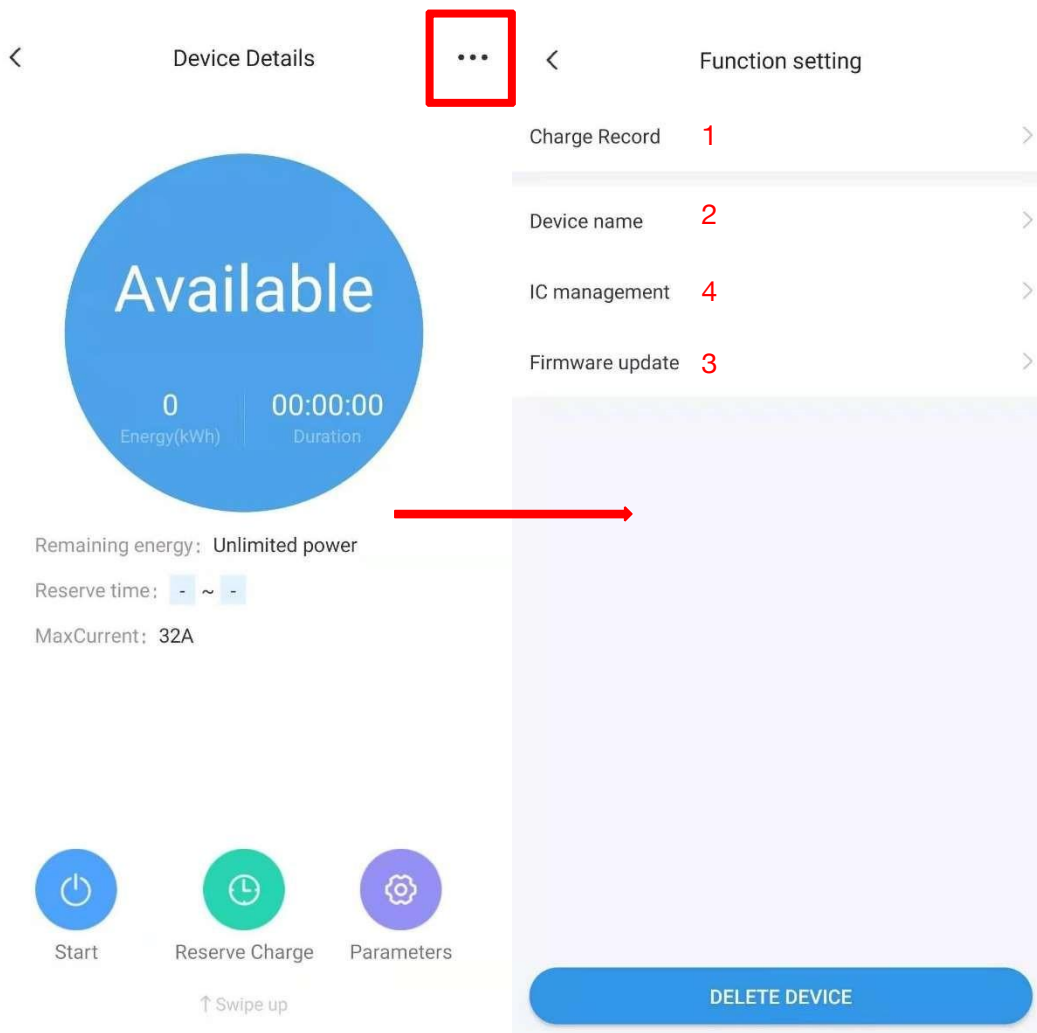 Device Details
•••
Available
0
00:00:00
Energy(kWh)
Duration
Remaining energy: Unlimited power
Reserve time: - ~ -
MaxCurrent: 32A
Start
Reserve Charge
Parameters
↑ Swipe up
Function setting
Charge Record 1
Device name 2
IC management 4
Firmware update 3
DELETE DEVICE